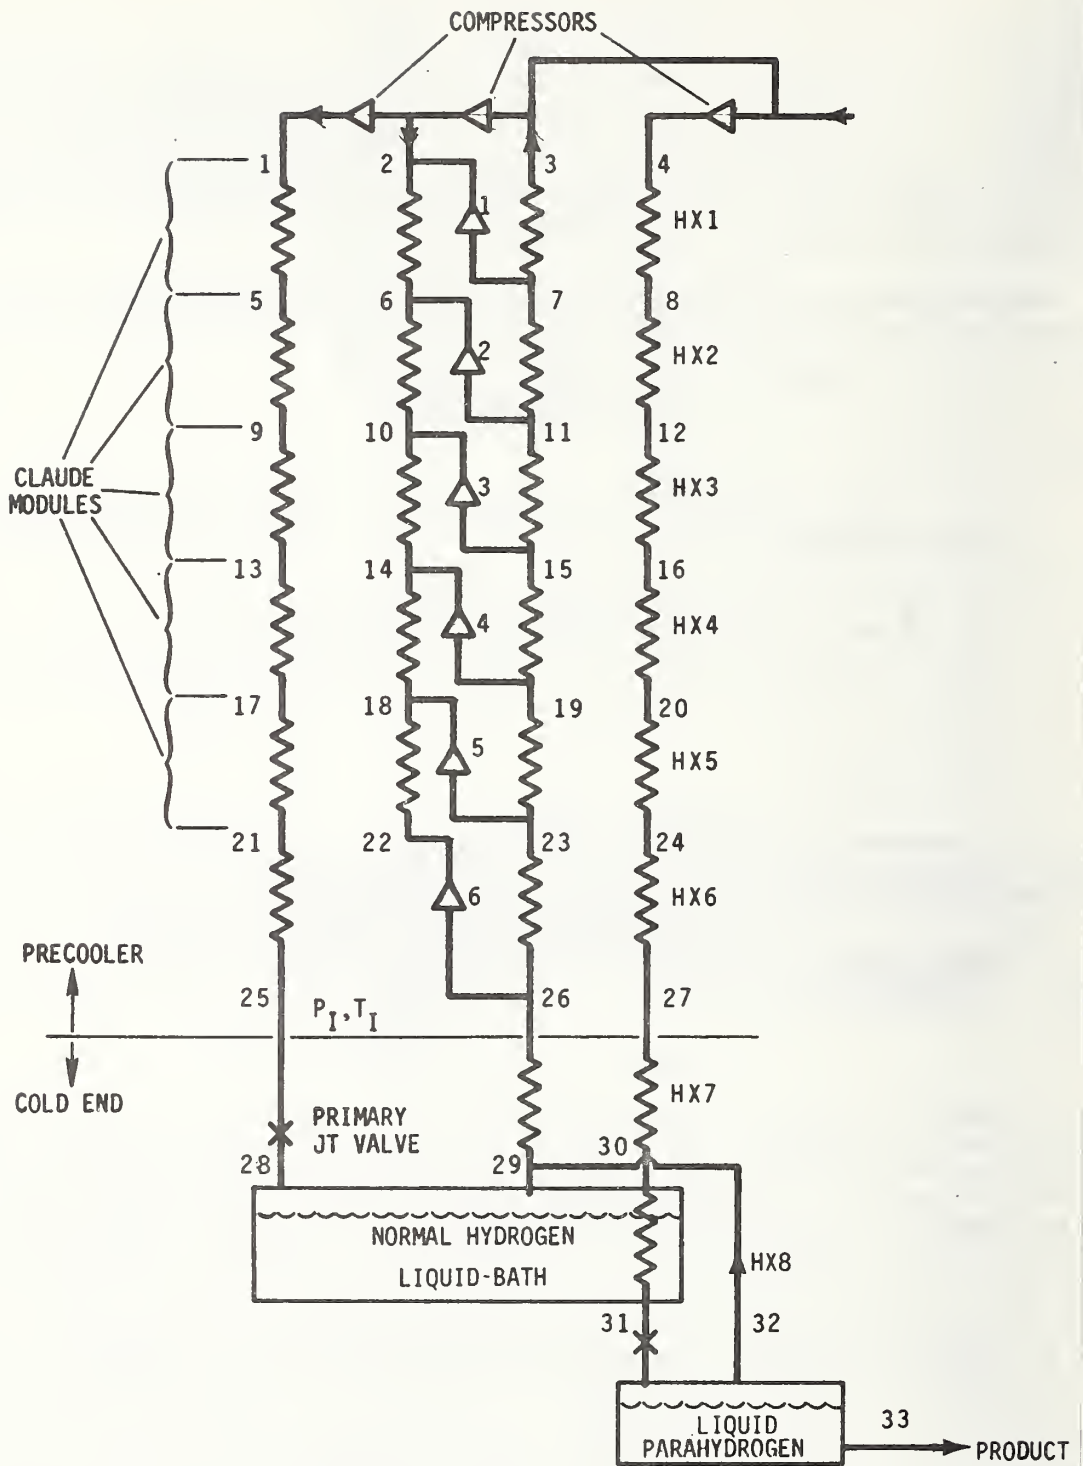 COMPRESSORS
1 2 3 4
1
HX1
5 6 7 8
2
HX2
9 10 11 12
CLAUDE
MODULES
3
HX3
13 14 15 16
4
HX4
17 18 19 20
5
HX5
21 22 23 24
6
HX6
PRECOOLER
25 26 27
PI,TI
COLD END
HX7
PRIMARY
JT VALVE
28 29 30
NORMAL HYDROGEN
LIQUID-BATH
HX8
31 32
LIQUID
PARAHYDROGEN
33
PRODUCT